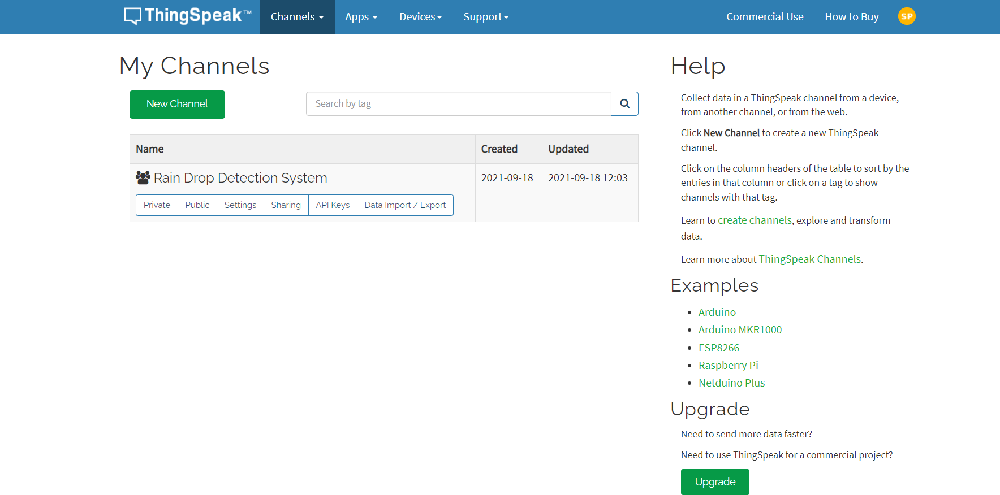 ThingSpeak™ Channels Apps Devices Support Commercial Use How to Buy SP
My Channels
New Channel Search by tag
Name Created Updated
Rain Drop Detection System 2021-09-18 2021-09-18 12:03
Private Public Settings Sharing API Keys Data Import / Export
Help
Collect data in a ThingSpeak channel from a device,
from another channel, or from the web.
Click New Channel to create a new ThingSpeak
channel.
Click on the column headers of the table to sort by the
entries in that column or click on a tag to show
channels with that tag.
Learn to create channels, explore and transform
data.
Learn more about ThingSpeak Channels.
Examples
Arduino
Arduino MKR1000
ESP8266
Raspberry Pi
Netduino Plus
Upgrade
Need to send more data faster?
Need to use ThingSpeak for a commercial project?
Upgrade